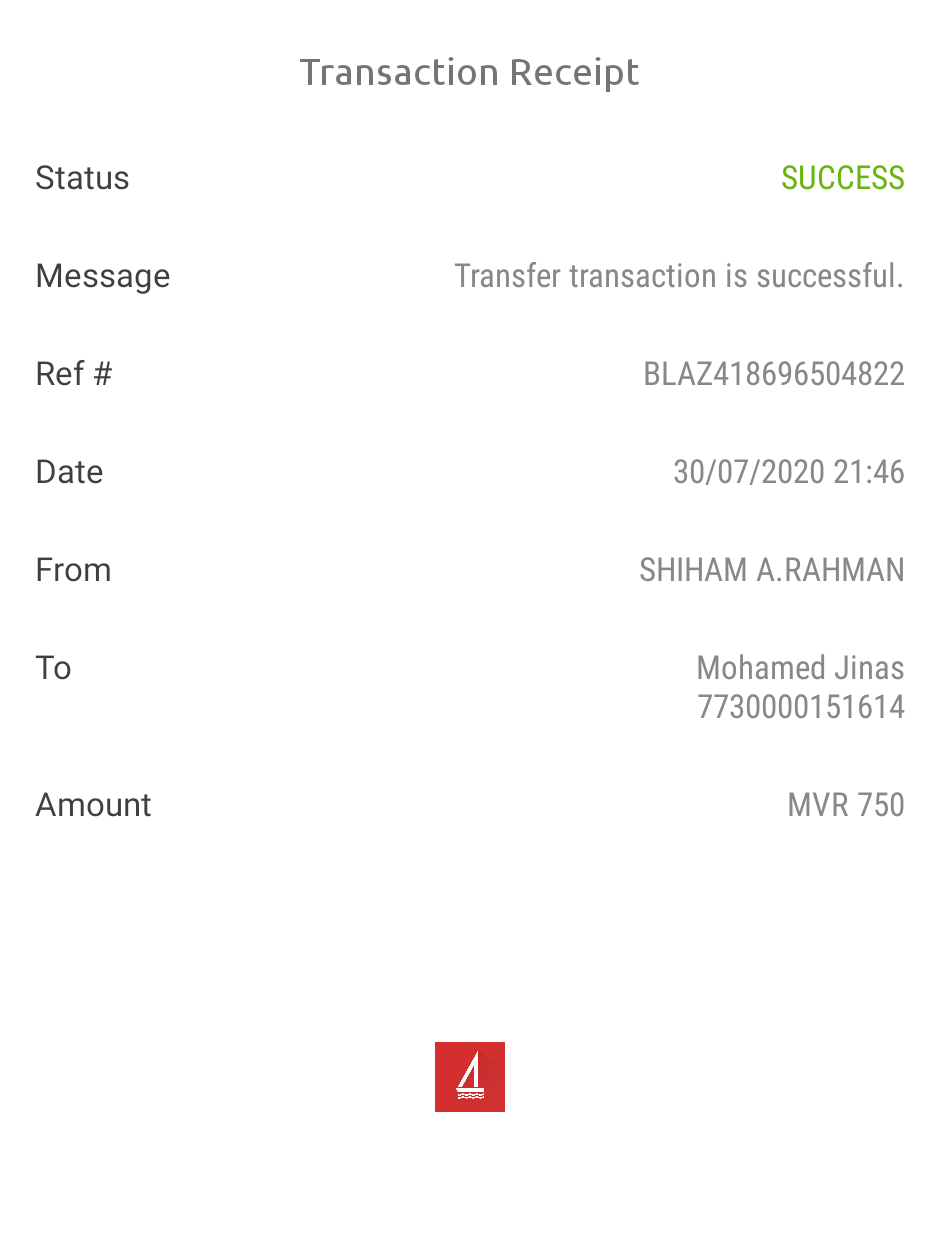 Transaction Receipt
Status SUCCESS
Message Transfer transaction is successful.
Ref # BLAZ418696504822
Date 30/07/2020 21:46
From SHIHAM A.RAHMAN
To Mohamed Jinas
7730000151614
Amount MVR 750